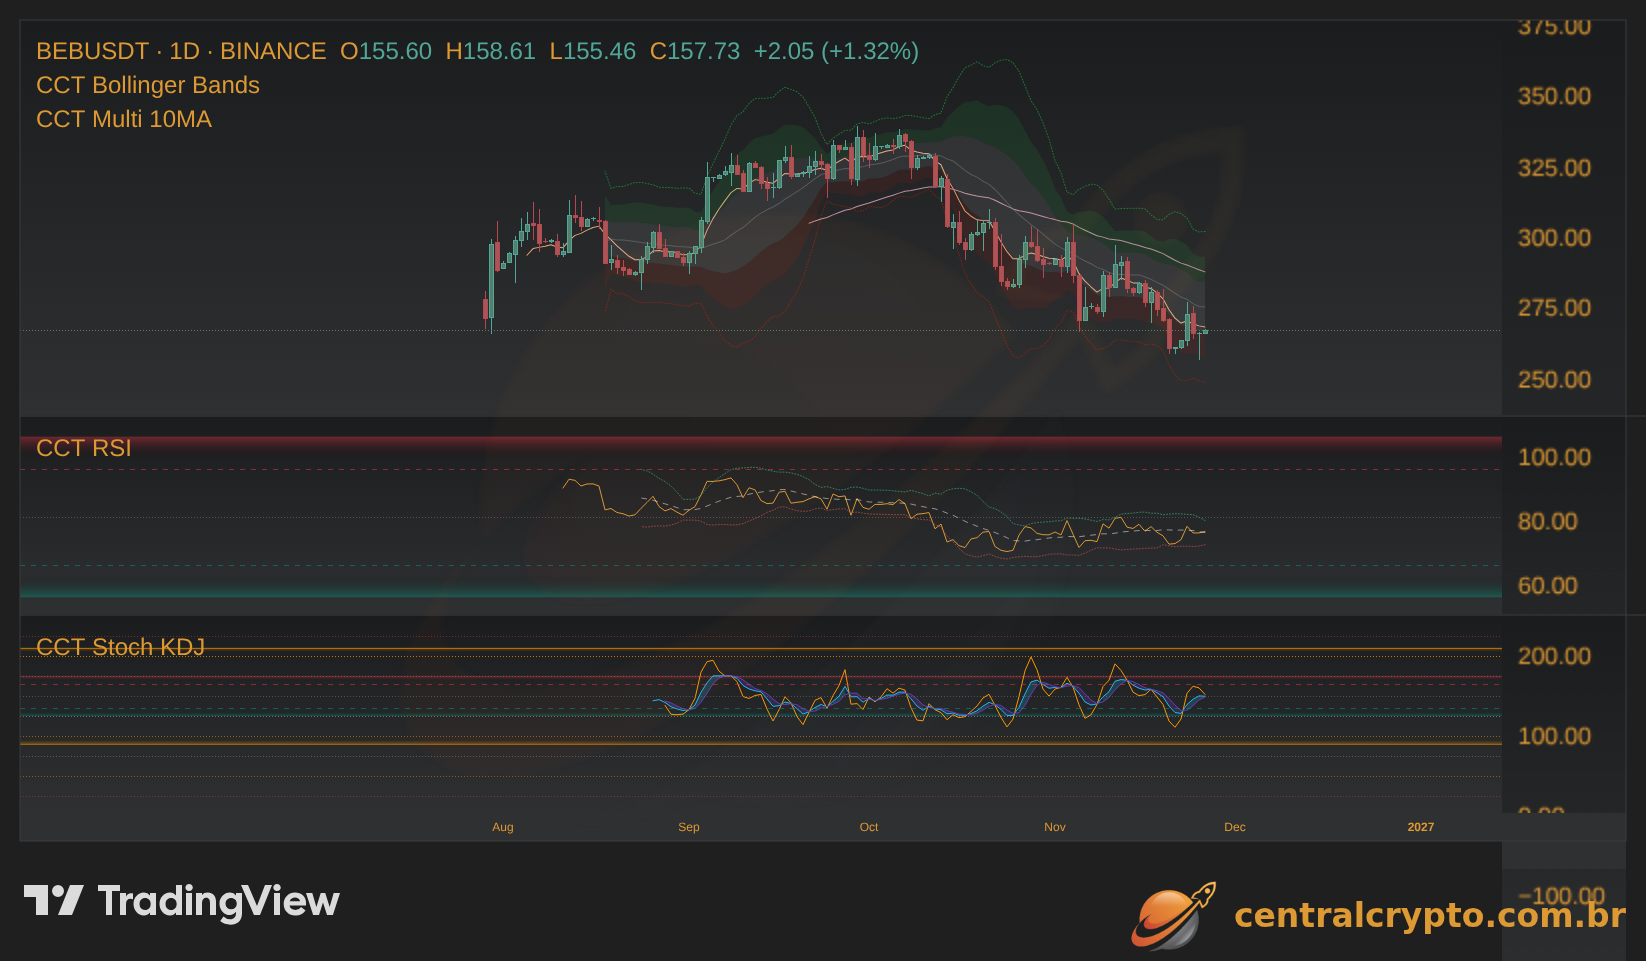 BEBUSDT · 1D · BINANCE O155.60 H158.61 L155.46 C157.73 +2.05 (+1.32%)
CCT Bollinger Bands
CCT Multi 10MA
375.00
350.00
325.00
300.00
275.00
250.00
CCT RSI
100.00
80.00
60.00
CCT Stoch KDJ
200.00
100.00
0.00
Aug Sep Oct Nov Dec 2027
−100.00
TradingView
centralcrypto.com.br